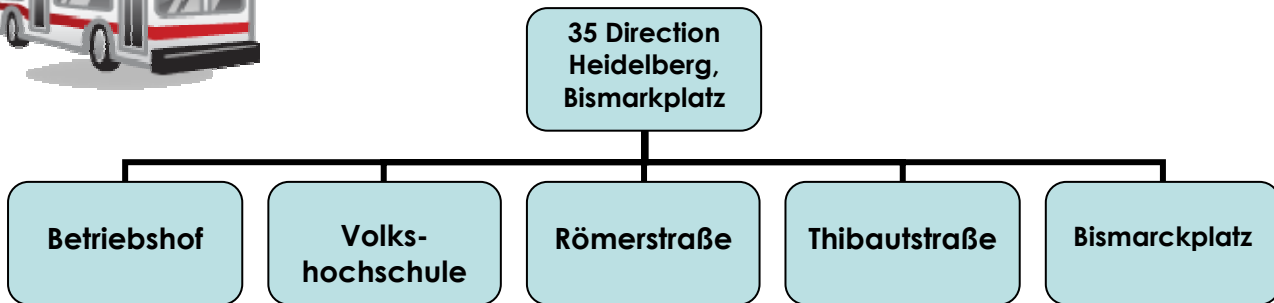 35 Direction
Heidelberg,
Bismarkplatz
Betriebshof
Volks-
hochschule
Römerstraße
Thibautstraße
Bismarckplatz